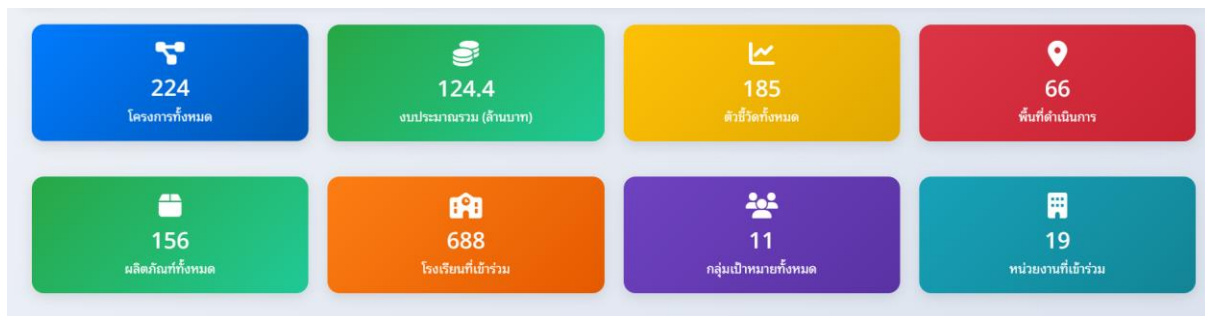 224
โครงการทั้งหมด
124.4
งบประมาณรวม (ล้านบาท)
185
ตัวชี้วัดทั้งหมด
66
พื้นที่ดำเนินการ
156
ผลิตภัณฑ์ทั้งหมด
688
โรงเรียนที่เข้าร่วม
11
กลุ่มเป้าหมายทั้งหมด
19
หน่วยงานที่เข้าร่วม